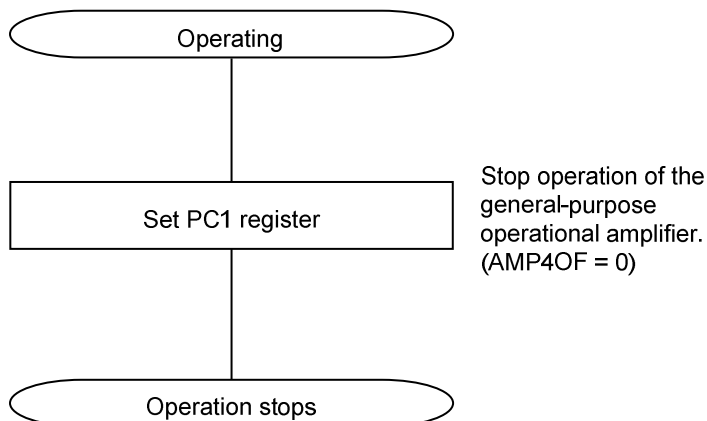 Operating
Set PC1 register
Stop operation of the
general-purpose
operational amplifier.
(AMP4OF = 0)
Operation stops